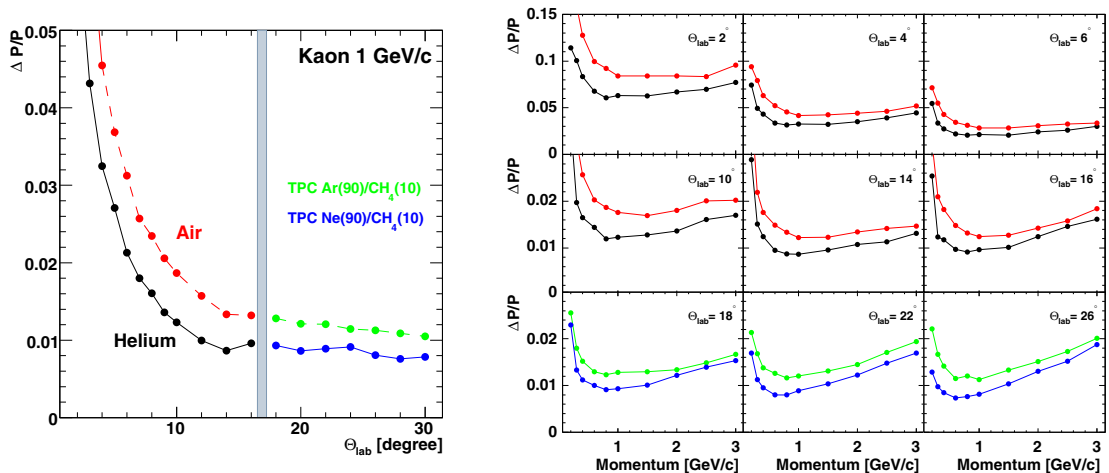 Δ P/P
0.05
0.04
0.03
0.02
0.01
0
10
20
30
Θlab [degree]
Kaon 1 GeV/c
TPC Ar(90)/CH4(10)
TPC Ne(90)/CH4(10)
Air
Helium
Δ P/P
0.15
0.1
0.05
0
Θlab= 2°
Θlab= 4°
Θlab= 6°
Δ P/P
0.02
0.01
0
Θlab= 10°
Θlab= 14°
Θlab= 16°
Δ P/P
0.02
0.01
0
Θlab= 18°
Θlab= 22°
Θlab= 26°
1 2 3
1 2 3
1 2 3
Momentum [GeV/c]
Momentum [GeV/c]
Momentum [GeV/c]